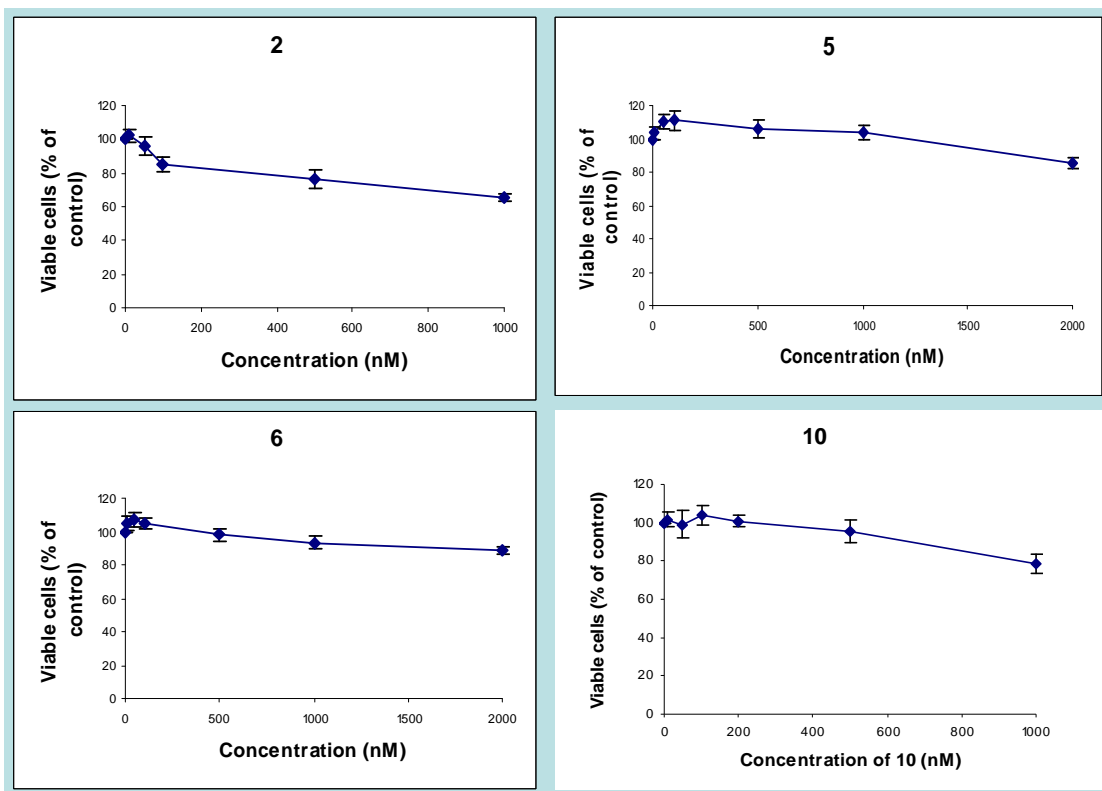 2
120
100
80
60
40
20
0
Viable cells (% of
control)
0 200 400 600 800 1000
Concentration (nM)
5
120
100
80
60
40
20
0
Viable cells (% of
control)
0 500 1000 1500 2000
Concentration (nM)
6
120
100
80
60
40
20
0
Viable cells (% of
control)
0 500 1000 1500 2000
Concentration (nM)
10
120
100
80
60
40
20
0
Viable cells (% of control)
0 200 400 600 800 1000
Concentration of 10 (nM)